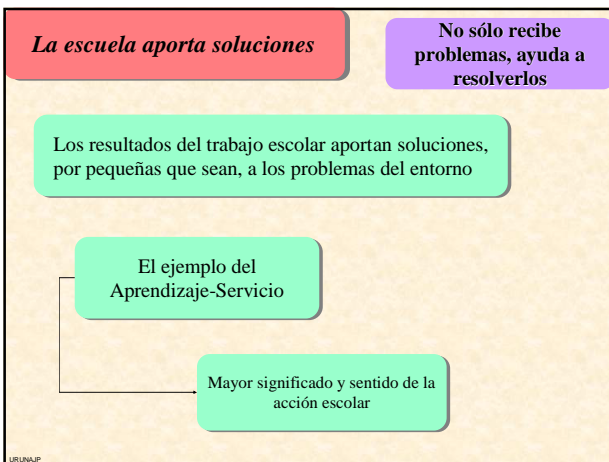 La escuela aporta soluciones
No sólo recibe
problemas, ayuda a
resolverlos
Los resultados del trabajo escolar aportan soluciones,
por pequeñas que sean, a los problemas del entorno
El ejemplo del
Aprendizaje-Servicio
Mayor significado y sentido de la
acción escolar
URUNAJP